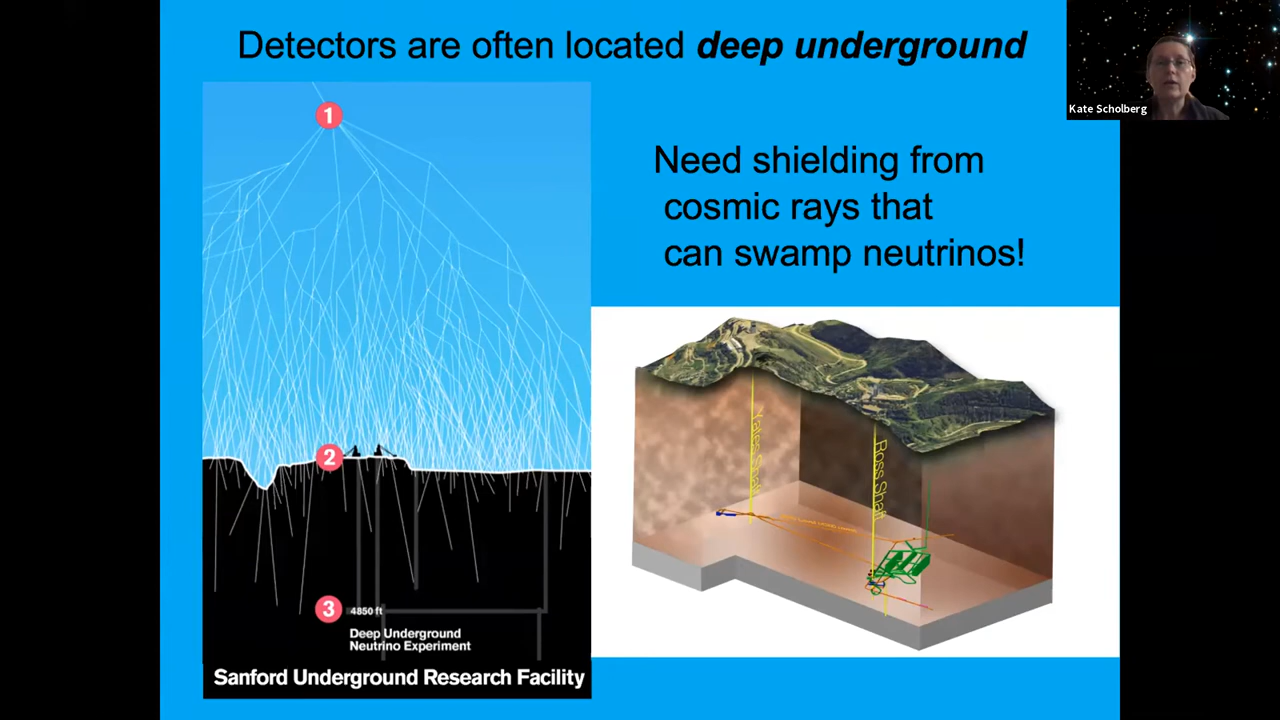 Detectors are often located deep underground
Kate Scholberg
1
Need shielding from
cosmic rays that
can swamp neutrinos!
2
Yates Shaft
Ross Shaft
3
4850 ft
Deep Underground
Neutrino Experiment
Sanford Underground Research Facility